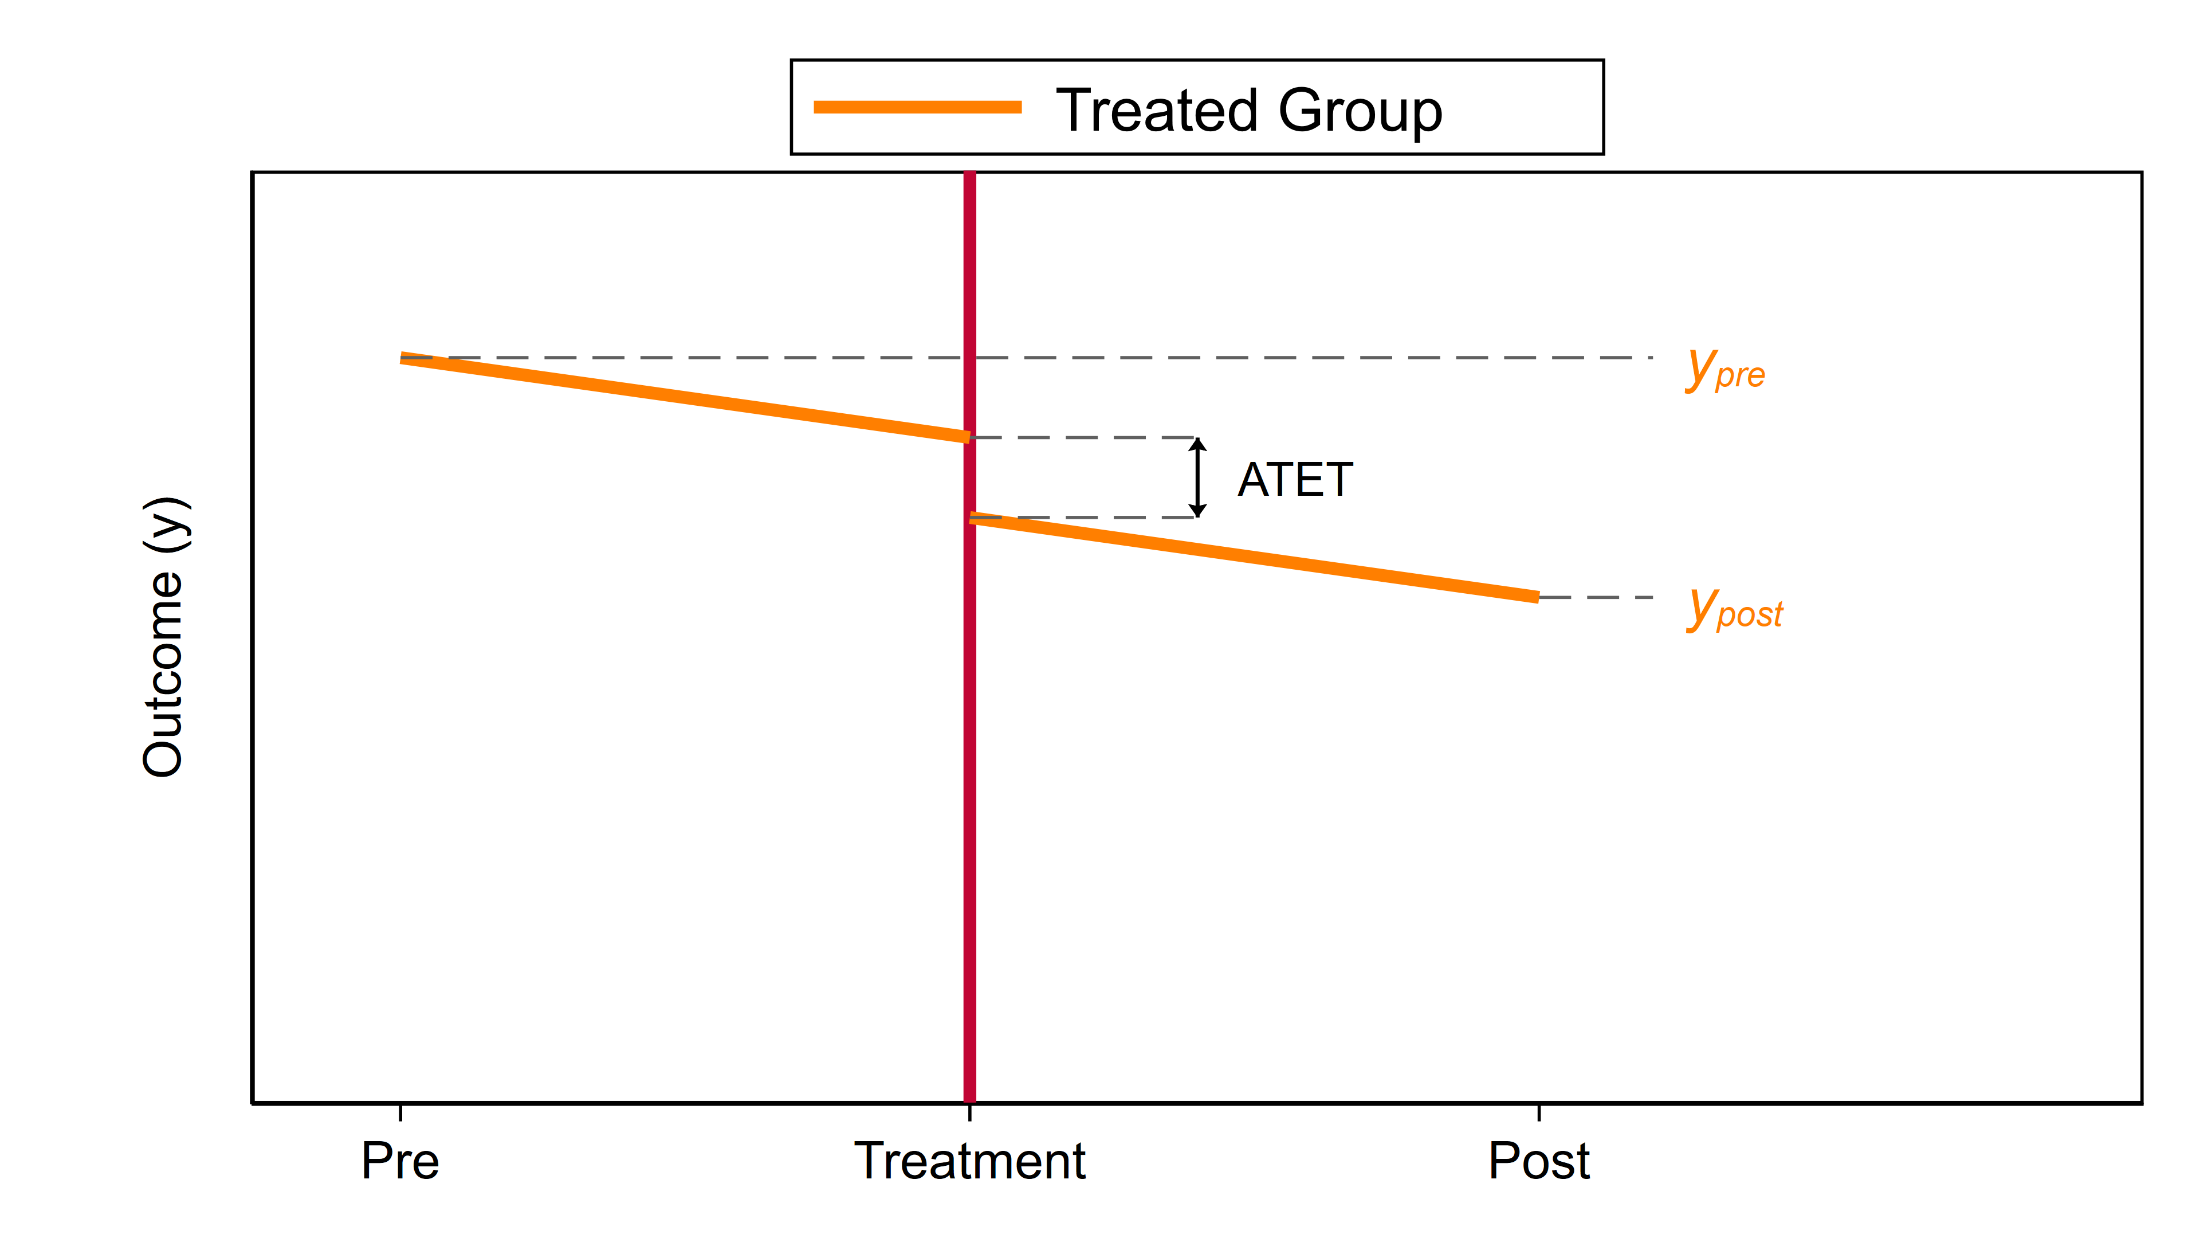 Treated Group
y_pre
ATET
y_post
Outcome (y)
Pre
Treatment
Post